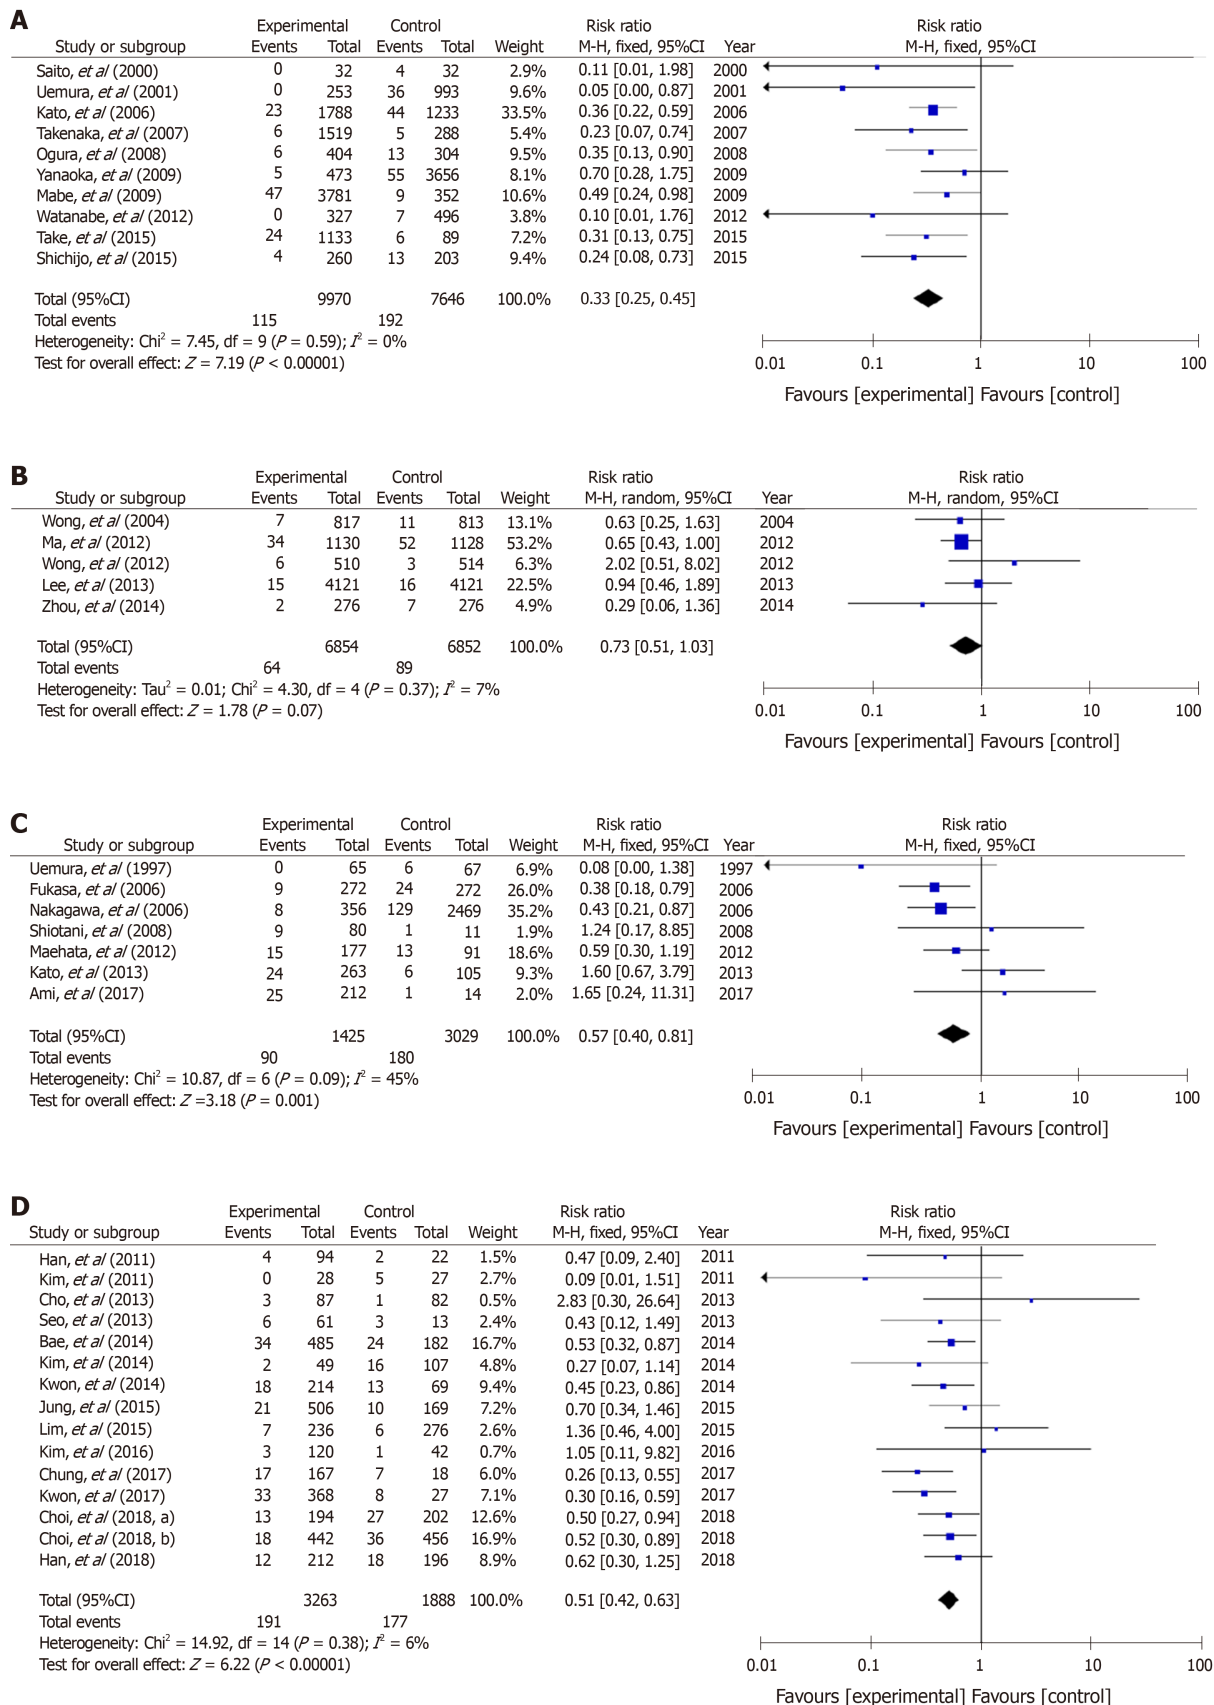 A
Experimental Control Risk ratio Risk ratio
Study or subgroup Events Total Events Total Weight M-H, fixed, 95%CI Year M-H, fixed, 95%CI
Saito, et al (2000) 0 32 4 32 2.9% 0.11 [0.01, 1.98] 2000
Uemura, et al (2001) 0 253 36 993 9.6% 0.05 [0.00, 0.87] 2001
Kato, et al (2006) 23 1788 44 1233 33.5% 0.36 [0.22, 0.59] 2006
Takenaka, et al (2007) 6 1519 5 288 5.4% 0.23 [0.07, 0.74] 2007
Ogura, et al (2008) 6 404 13 304 9.5% 0.35 [0.13, 0.90] 2008
Yanaoka, et al (2009) 5 473 55 3656 8.1% 0.70 [0.28, 1.75] 2009
Mabe, et al (2009) 47 3781 9 352 10.6% 0.49 [0.24, 0.98] 2009
Watanabe, et al (2012) 0 327 7 496 3.8% 0.10 [0.01, 1.76] 2012
Take, et al (2015) 24 1133 6 89 7.2% 0.31 [0.13, 0.75] 2015
Shichijo, et al (2015) 4 260 13 203 9.4% 0.24 [0.08, 0.73] 2015
Total (95%CI) 9970 7646 100.0% 0.33 [0.25, 0.45]
Total events 115 192
Heterogeneity: Chi² = 7.45, df = 9 (P = 0.59); I² = 0%
Test for overall effect: Z = 7.19 (P < 0.00001)
0.01 0.1 1 10 100
Favours [experimental] Favours [control]
B
Experimental Control Risk ratio Risk ratio
Study or subgroup Events Total Events Total Weight M-H, random, 95%CI Year M-H, random, 95%CI
Wong, et al (2004) 7 817 11 813 13.1% 0.63 [0.25, 1.63] 2004
Ma, et al (2012) 34 1130 52 1128 53.2% 0.65 [0.43, 1.00] 2012
Wong, et al (2012) 6 510 3 514 6.3% 2.02 [0.51, 8.02] 2012
Lee, et al (2013) 15 4121 16 4121 22.5% 0.94 [0.46, 1.89] 2013
Zhou, et al (2014) 2 276 7 276 4.9% 0.29 [0.06, 1.36] 2014
Total (95%CI) 6854 6852 100.0% 0.73 [0.51, 1.03]
Total events 64 89
Heterogeneity: Tau² = 0.01; Chi² = 4.30, df = 4 (P = 0.37); I² = 7%
Test for overall effect: Z = 1.78 (P = 0.07)
0.01 0.1 1 10 100
Favours [experimental] Favours [control]
C
Experimental Control Risk ratio Risk ratio
Study or subgroup Events Total Events Total Weight M-H, fixed, 95%CI Year M-H, fixed, 95%CI
Uemura, et al (1997) 0 65 6 67 6.9% 0.08 [0.00, 1.38] 1997
Fukasa, et al (2006) 9 272 24 272 26.0% 0.38 [0.18, 0.79] 2006
Nakagawa, et al (2006) 8 356 129 2469 35.2% 0.43 [0.21, 0.87] 2006
Shiotani, et al (2008) 9 80 1 11 1.9% 1.24 [0.17, 8.85] 2008
Maehata, et al (2012) 15 177 13 91 18.6% 0.59 [0.30, 1.19] 2012
Kato, et al (2013) 24 263 6 105 9.3% 1.60 [0.67, 3.79] 2013
Ami, et al (2017) 25 212 1 14 2.0% 1.65 [0.24, 11.31] 2017
Total (95%CI) 1425 3029 100.0% 0.57 [0.40, 0.81]
Total events 90 180
Heterogeneity: Chi² = 10.87, df = 6 (P = 0.09); I² = 45%
Test for overall effect: Z =3.18 (P = 0.001)
0.01 0.1 1 10 100
Favours [experimental] Favours [control]
D
Experimental Control Risk ratio Risk ratio
Study or subgroup Events Total Events Total Weight M-H, fixed, 95%CI Year M-H, fixed, 95%CI
Han, et al (2011) 4 94 2 22 1.5% 0.47 [0.09, 2.40] 2011
Kim, et al (2011) 0 28 5 27 2.7% 0.09 [0.01, 1.51] 2011
Cho, et al (2013) 3 87 1 82 0.5% 2.83 [0.30, 26.64] 2013
Seo, et al (2013) 6 61 3 13 2.4% 0.43 [0.12, 1.49] 2013
Bae, et al (2014) 34 485 24 182 16.7% 0.53 [0.32, 0.87] 2014
Kim, et al (2014) 2 49 16 107 4.8% 0.27 [0.07, 1.14] 2014
Kwon, et al (2014) 18 214 13 69 9.4% 0.45 [0.23, 0.86] 2014
Jung, et al (2015) 21 506 10 169 7.2% 0.70 [0.34, 1.46] 2015
Lim, et al (2015) 7 236 6 276 2.6% 1.36 [0.46, 4.00] 2015
Kim, et al (2016) 3 120 1 42 0.7% 1.05 [0.11, 9.82] 2016
Chung, et al (2017) 17 167 7 18 6.0% 0.26 [0.13, 0.55] 2017
Kwon, et al (2017) 33 368 8 27 7.1% 0.30 [0.16, 0.59] 2017
Choi, et al (2018, a) 13 194 27 202 12.6% 0.50 [0.27, 0.94] 2018
Choi, et al (2018, b) 18 442 36 456 16.9% 0.52 [0.30, 0.89] 2018
Han, et al (2018) 12 212 18 196 8.9% 0.62 [0.30, 1.25] 2018
Total (95%CI) 3263 1888 100.0% 0.51 [0.42, 0.63]
Total events 191 177
Heterogeneity: Chi² = 14.92, df = 14 (P = 0.38); I² = 6%
Test for overall effect: Z = 6.22 (P < 0.00001)
0.01 0.1 1 10 100
Favours [experimental] Favours [control]